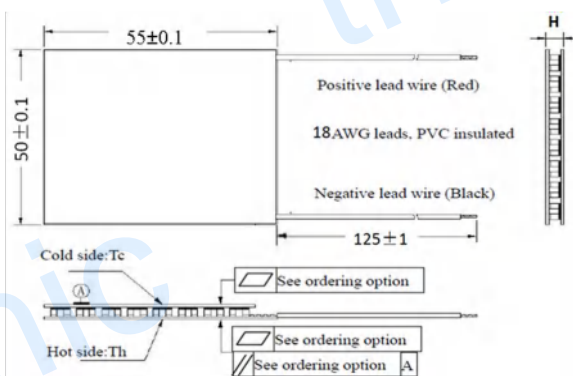 55±0.1
H
50±0.1
Positive lead wire (Red)
18AWG leads, PVC insulated
Negative lead wire (Black)
125±1
Cold side:Tc
A
See ordering option
See ordering option
Hot side:Th
See ordering option A